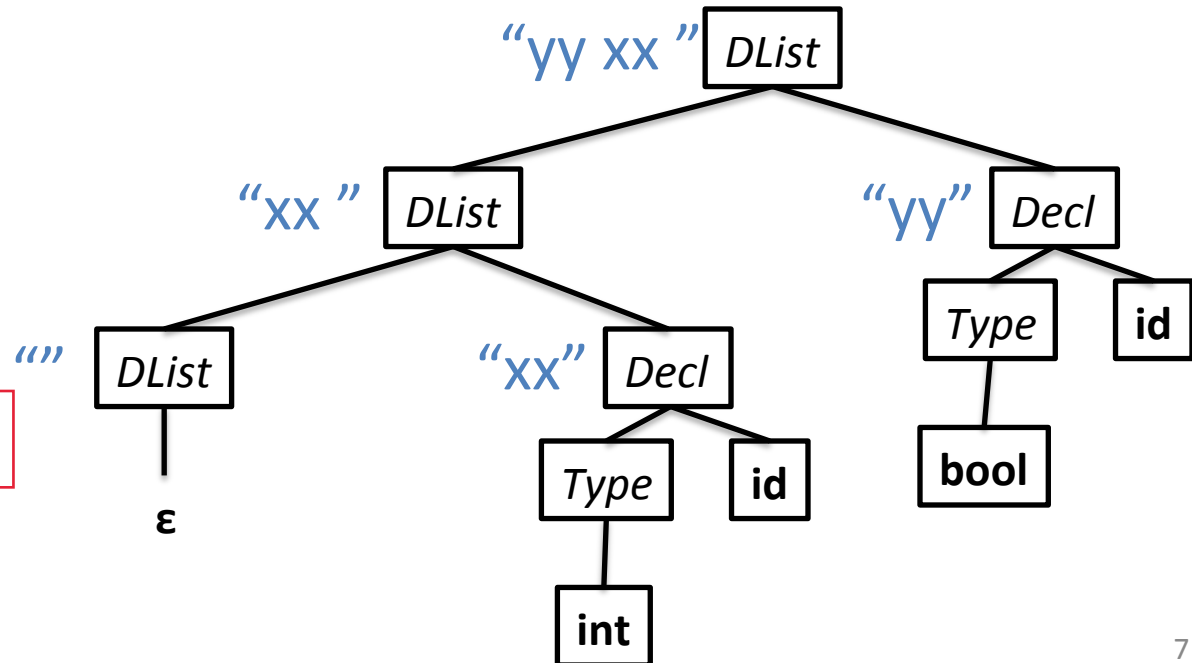 “yy xx ” DList
“xx ” DList “yy” Decl
Type id
“” DList “xx” Decl
Type id bool
ε
int
7